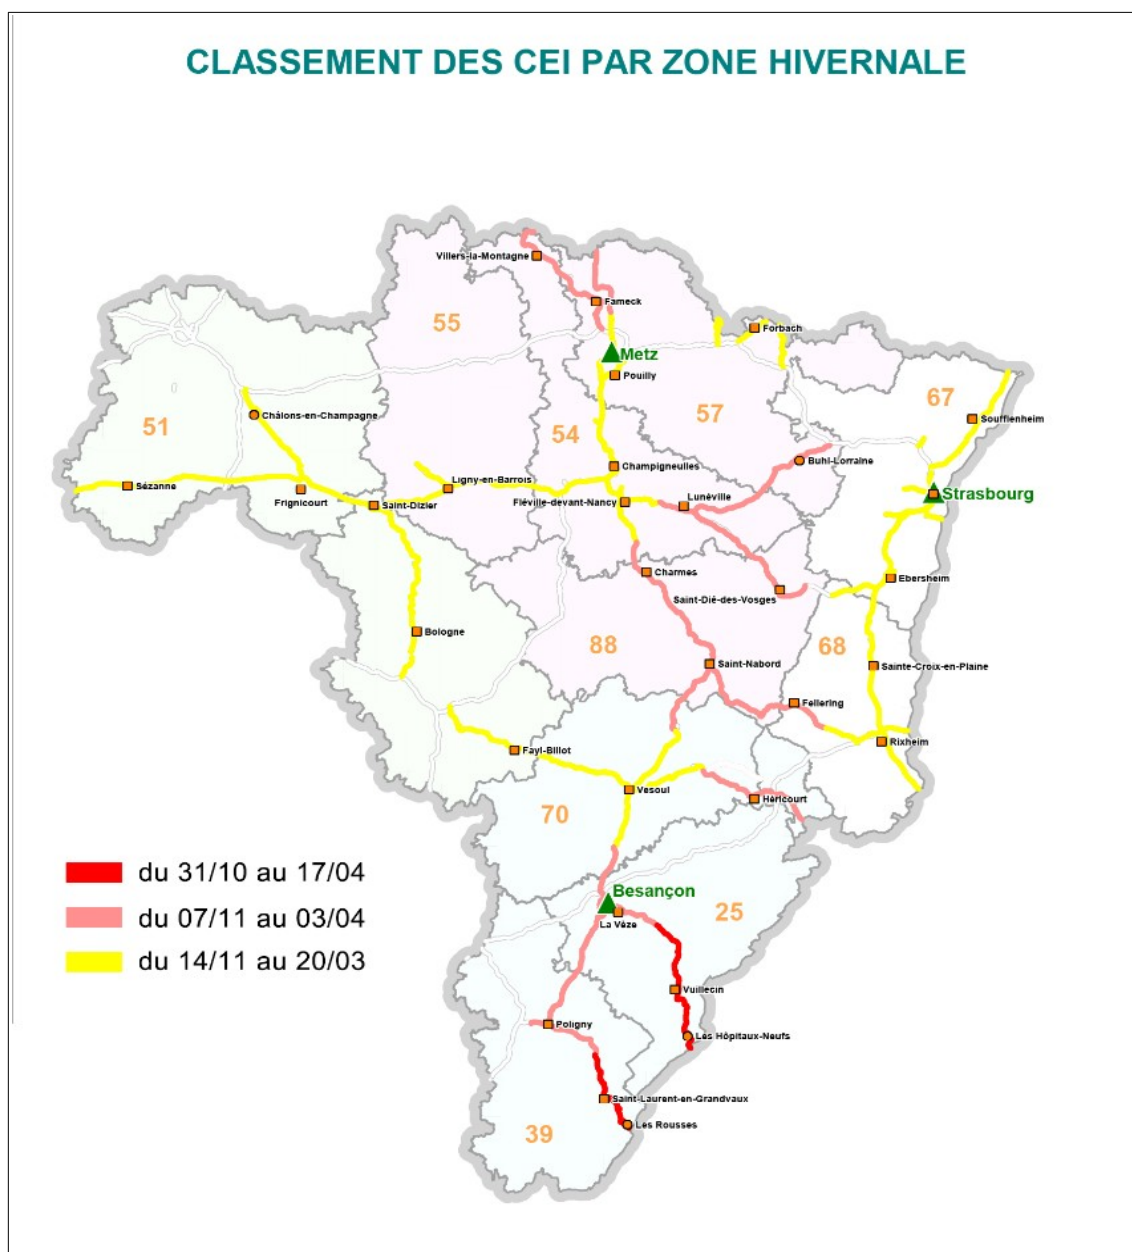 CLASSEMENT DES CEI PAR ZONE HIVERNALE
Villers-la-Montagne
Fameck
55
Forbach
Metz
Pouilly
67
57
Châlons-en-Champagne
Soufflenheim
51
54
Buhl-Lorraine
Champigneulles
Ligny-en-Barrois
Sézanne
Frignicourt
Saint-Dizier
Fléville-devant-Nancy
Lunéville
Strasbourg
Charmes
Ebersheim
Saint-Dié-des-Vosges
Bologne
88
68
Saint-Nabord
Sainte-Croix-en-Plaine
Fellering
Rixheim
Fayl-Billot
Vesoul
Héricourt
70
du 31/10 au 17/04
Besançon
du 07/11 au 03/04
25
La Vèze
du 14/11 au 20/03
Vuillecin
Poligny
Les Hôpitaux-Neufs
Saint-Laurent-en-Grandvaux
39
Les Rousses